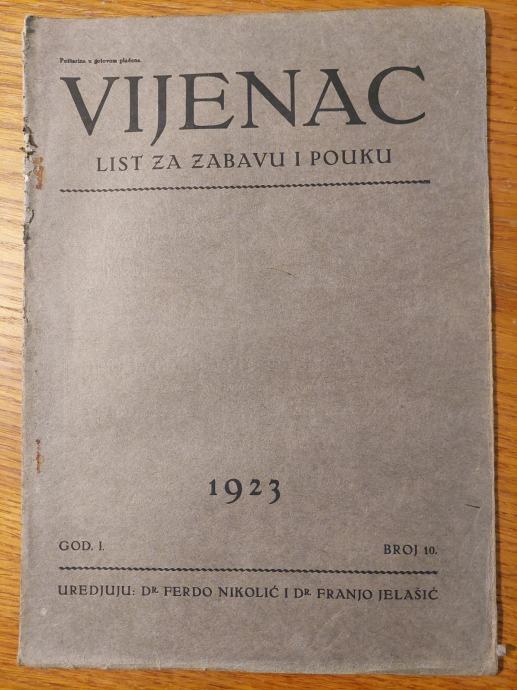 Poštarina u gotovom plaćena
VIJENAC
LIST ZA ZABAVU I POUKU
1923
GOD. I.
BROJ 10.
UREDJUJU: DR. FERDO NIKOLIĆ I DR. FRANJO JELAŠIĆ